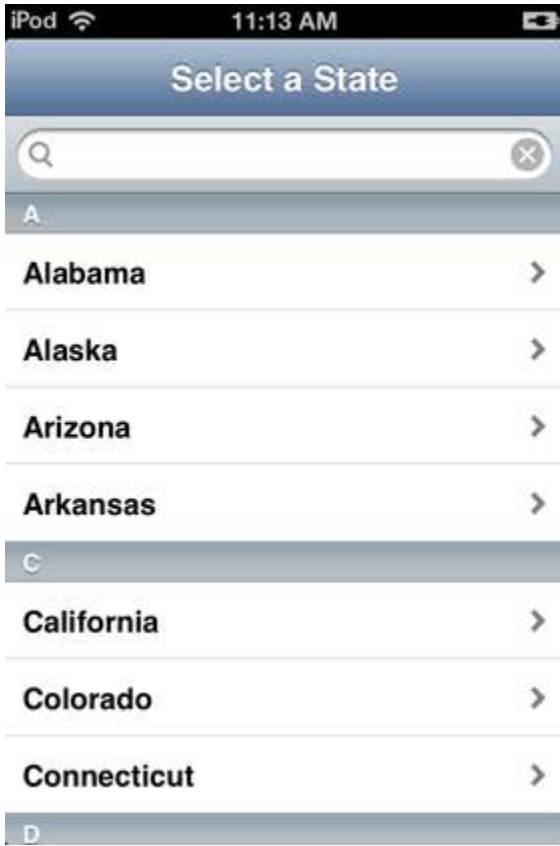 iPod 11:13 AM
Select a State
A
Alabama
Alaska
Arizona
Arkansas
C
California
Colorado
Connecticut
D